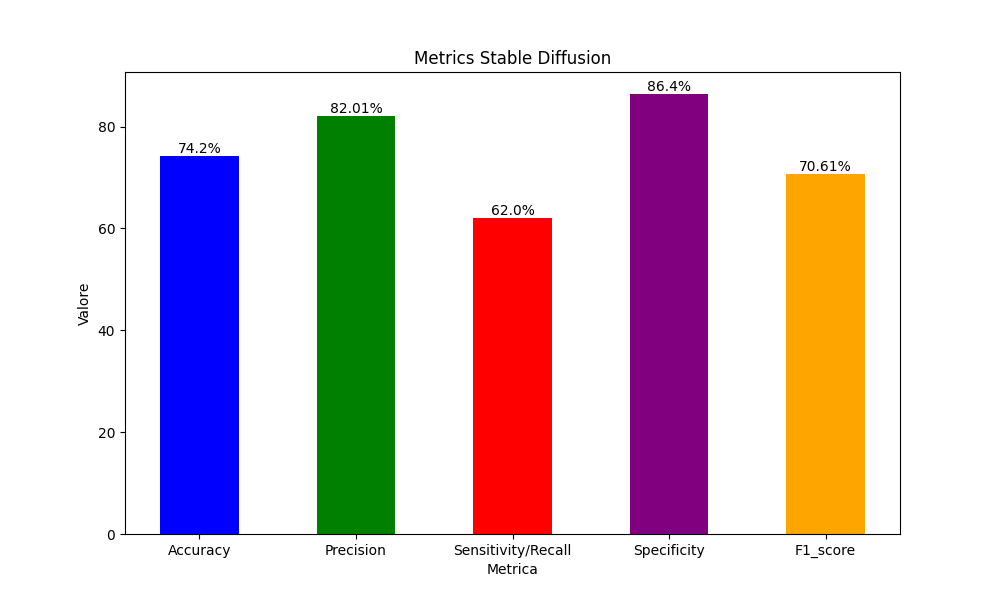 Metrics Stable Diffusion
86.4%
82.01%
80
74.2%
70.61%
62.0%
60
Valore
40
20
0
Accuracy Precision Sensitivity/Recall Specificity F1_score
Metrica